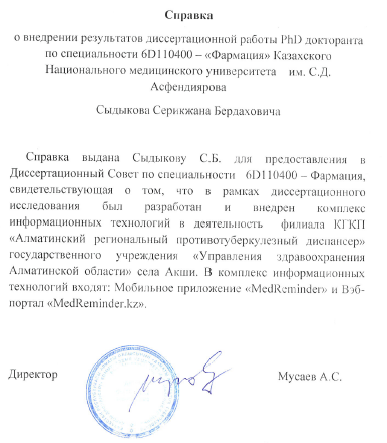 Справка
о внедрении результатов диссертационной работы PhD докторанта
по специальности 6D110400 – «Фармация» Казахского
Национального медицинского университета им. С.Д.
Асфендиярова
Сыдыкова Серикжана Бердаховича
Справка выдана Сыдыкову С.Б. для предоставления в
Диссертационный Совет по специальности 6D110400 – Фармация,
свидетельствующая о том, что в рамках диссертационного
исследования был разработан и внедрен комплекс
информационных технологий в деятельность филиала КГКП
«Алматинский региональный противотуберкулезный диспансер»
государственного учреждения «Управления здравоохранения
Алматинской области» села Акши. В комплекс информационных
технологий входят: Мобильное приложение «MedReminder» и Вэб-
портал «MedReminder.kz».
Директор Мусаев А.С.